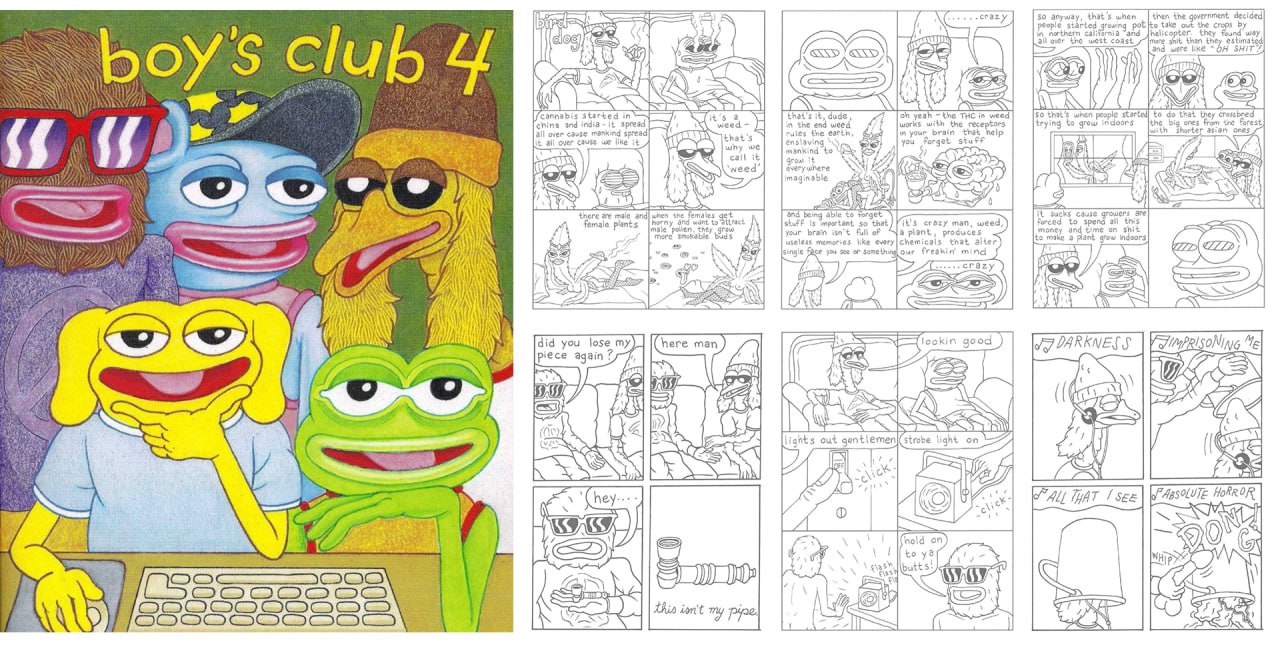 boy's club 4
bird
dog
cannabis started in
china and india - it spread
all over cause mankind spread
it all over cause we like it
it's a
weed -
that's
why we
call it
'weed'
there are male and
female plants
when the females get
horny and want to attract
male pollen, they grow
more smokable buds
......crazy
that's it, dude,
in the end weed
rules the earth,
enslaving
mankind to
grow it
everywhere
imaginable
oh yeah - the THC in weed
works with the receptors
in your brain that help
you forget stuff
and being able to forget
stuff is important so that
your brain isn't full of
useless memories like every
single face you see or something
it's crazy man, weed,
a plant, produces
chemicals that alter
our freakin' mind
......crazy
so anyway, that's when
people started growing pot
in northern california and
all over the west coast
then the government decided
to take out the crops by
helicopter. they found way
more shit than they estimated
and were like "OH SHIT"!
so that's when people started
trying to grow indoors
to do that they crossbred
the big ones from the forest
with shorter asian ones
it sucks cause growers are
forced to spend all this
money and time on shit
to make a plant grow indoors
did you lose my
piece again?
here man
hey....
this isn't my pipe.
lookin good
lights out gentlemen
OFF
-click-
strobe light on
-click-
flash
flash
hold on
to ya
butts!
DARKNESS
IMPRISONING ME
ALL THAT I SEE
ABSOLUTE HORROR
WHIP!
DONG!